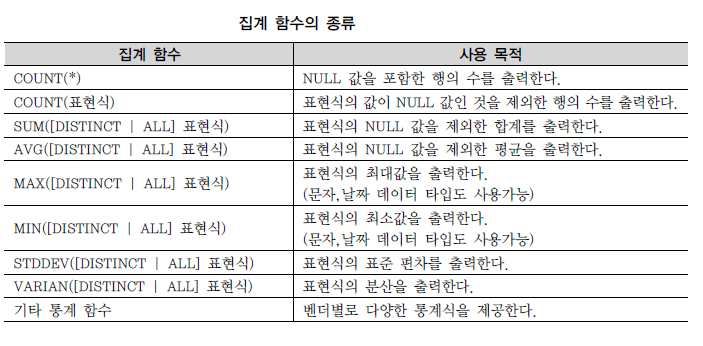 집계 함수의 종류
집계 함수 사용 목적
COUNT(*) NULL 값을 포함한 행의 수를 출력한다.
COUNT(표현식) 표현식의 값이 NULL 값인 것을 제외한 행의 수를 출력한다.
SUM([DISTINCT | ALL] 표현식) 표현식의 NULL 값을 제외한 합계를 출력한다.
AVG([DISTINCT | ALL] 표현식) 표현식의 NULL 값을 제외한 평균을 출력한다.
MAX([DISTINCT | ALL] 표현식) 표현식의 최대값을 출력한다.
(문자,날짜 데이터 타입도 사용가능)
MIN([DISTINCT | ALL] 표현식) 표현식의 최소값을 출력한다.
(문자,날짜 데이터 타입도 사용가능)
STDDEV([DISTINCT | ALL] 표현식) 표현식의 표준 편차를 출력한다.
VARIAN([DISTINCT | ALL] 표현식) 표현식의 분산을 출력한다.
기타 통계 함수 벤더별로 다양한 통계식을 제공한다.